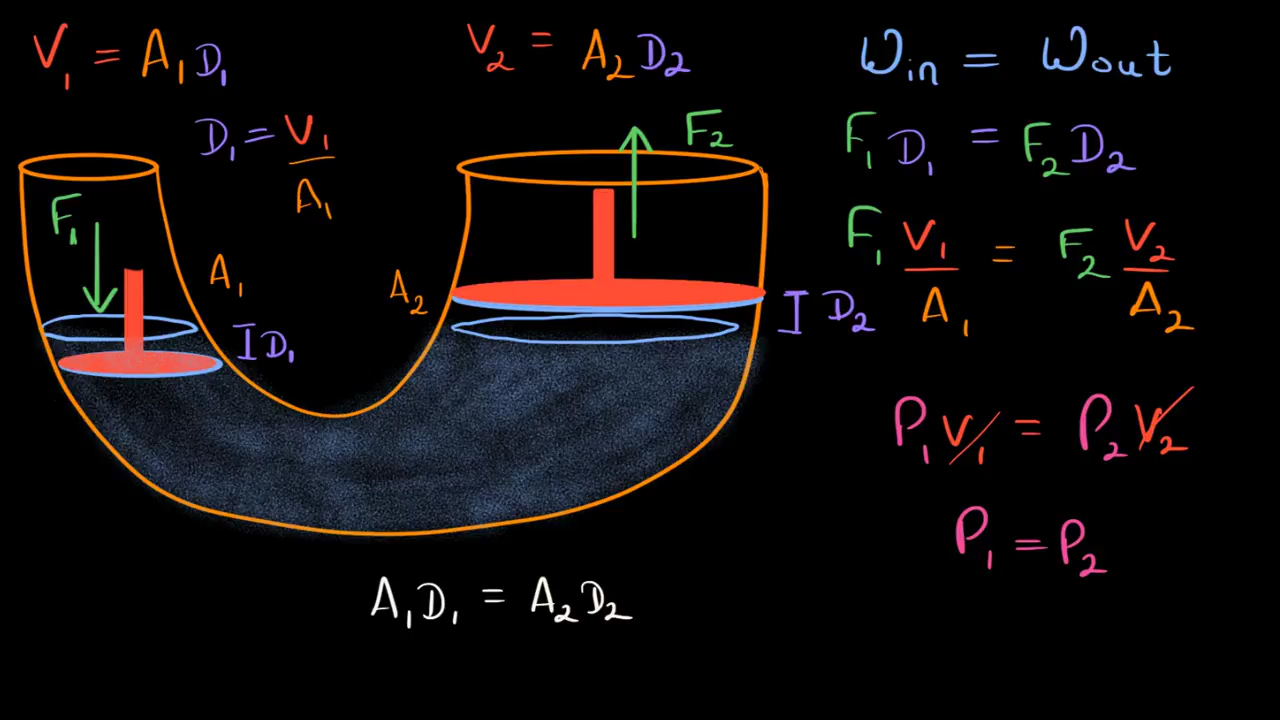 V₁ = A₁D₁
V₂ = A₂D₂
D₁ = V₁/A₁
F₁
A₁
D₁
A₂
F₂
D₂
A₁D₁ = A₂D₂
Win = Wout
F₁D₁ = F₂D₂
F₁ V₁/A₁ = F₂ V₂/A₂
P₁V₁ = P₂V₂
P₁ = P₂